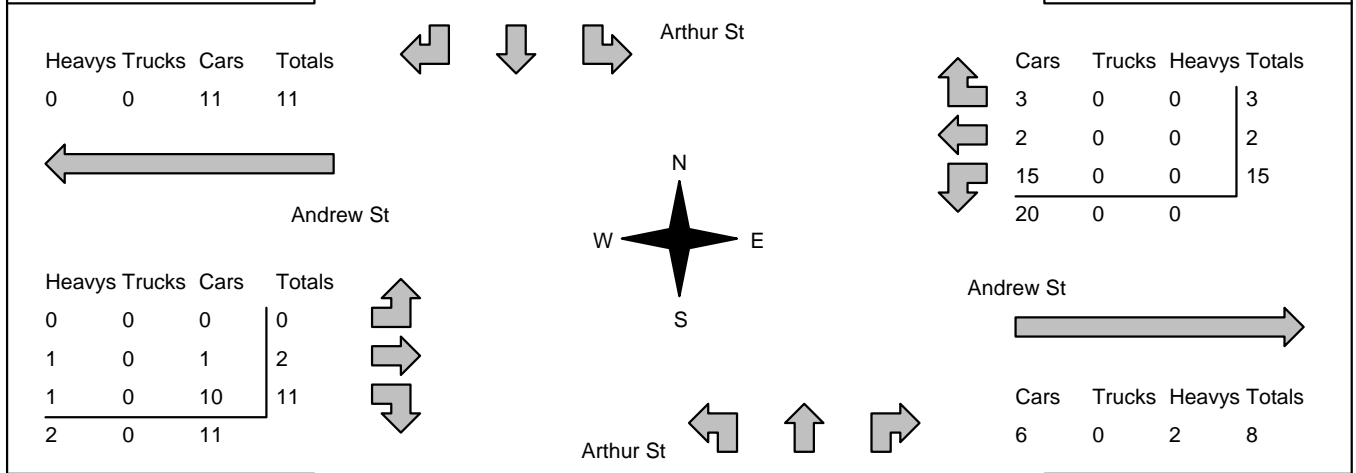 Arthur St
Heavys Trucks Cars Totals
0 0 11 11
Cars Trucks Heavys Totals
3 0 0 3
2 0 0 2
15 0 0 15
20 0 0
Andrew St
N
W E
S
Heavys Trucks Cars Totals
0 0 0 0
1 0 1 2
1 0 10 11
2 0 11
Andrew St
Cars Trucks Heavys Totals
6 0 2 8
Arthur St